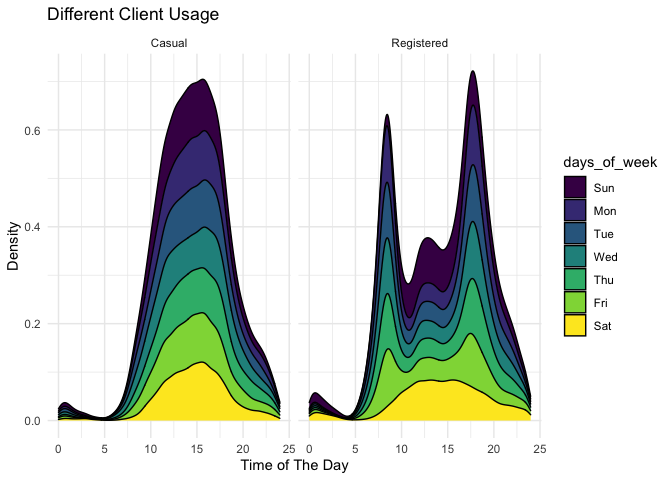 Different Client Usage
Casual
Registered
0.6
0.4
0.2
0.0
Density
0 5 10 15 20 25
0 5 10 15 20 25
Time of The Day
days_of_week
Sun
Mon
Tue
Wed
Thu
Fri
Sat